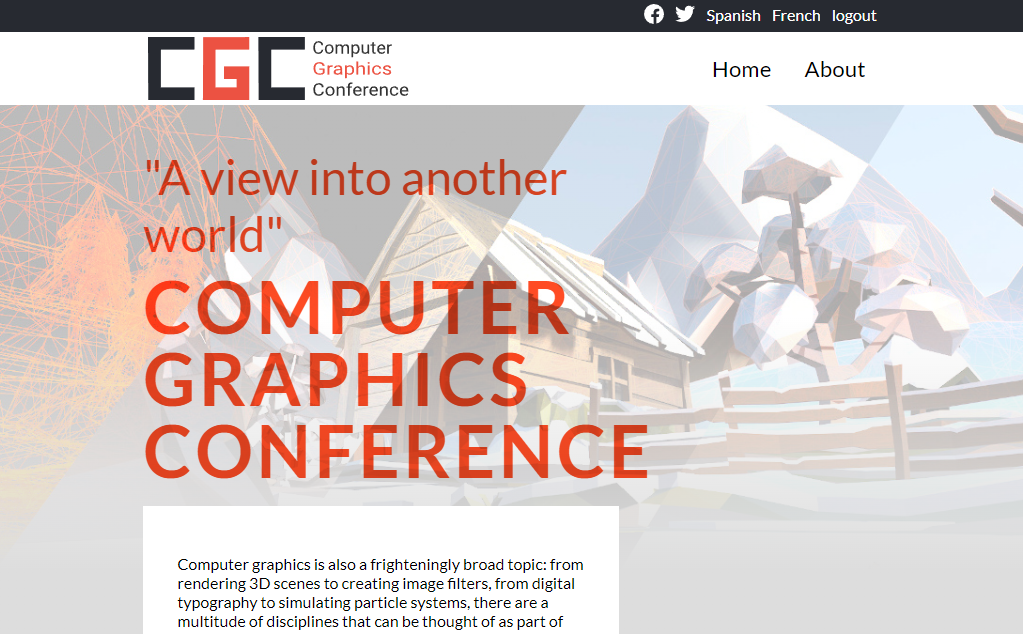 Spanish French logout
CGC
Computer
Graphics
Conference
Home About
"A view into another
world"
COMPUTER
GRAPHICS
CONFERENCE
Computer graphics is also a frighteningly broad topic: from
rendering 3D scenes to creating image filters, from digital
typography to simulating particle systems, there are a
multitude of disciplines that can be thought of as part of